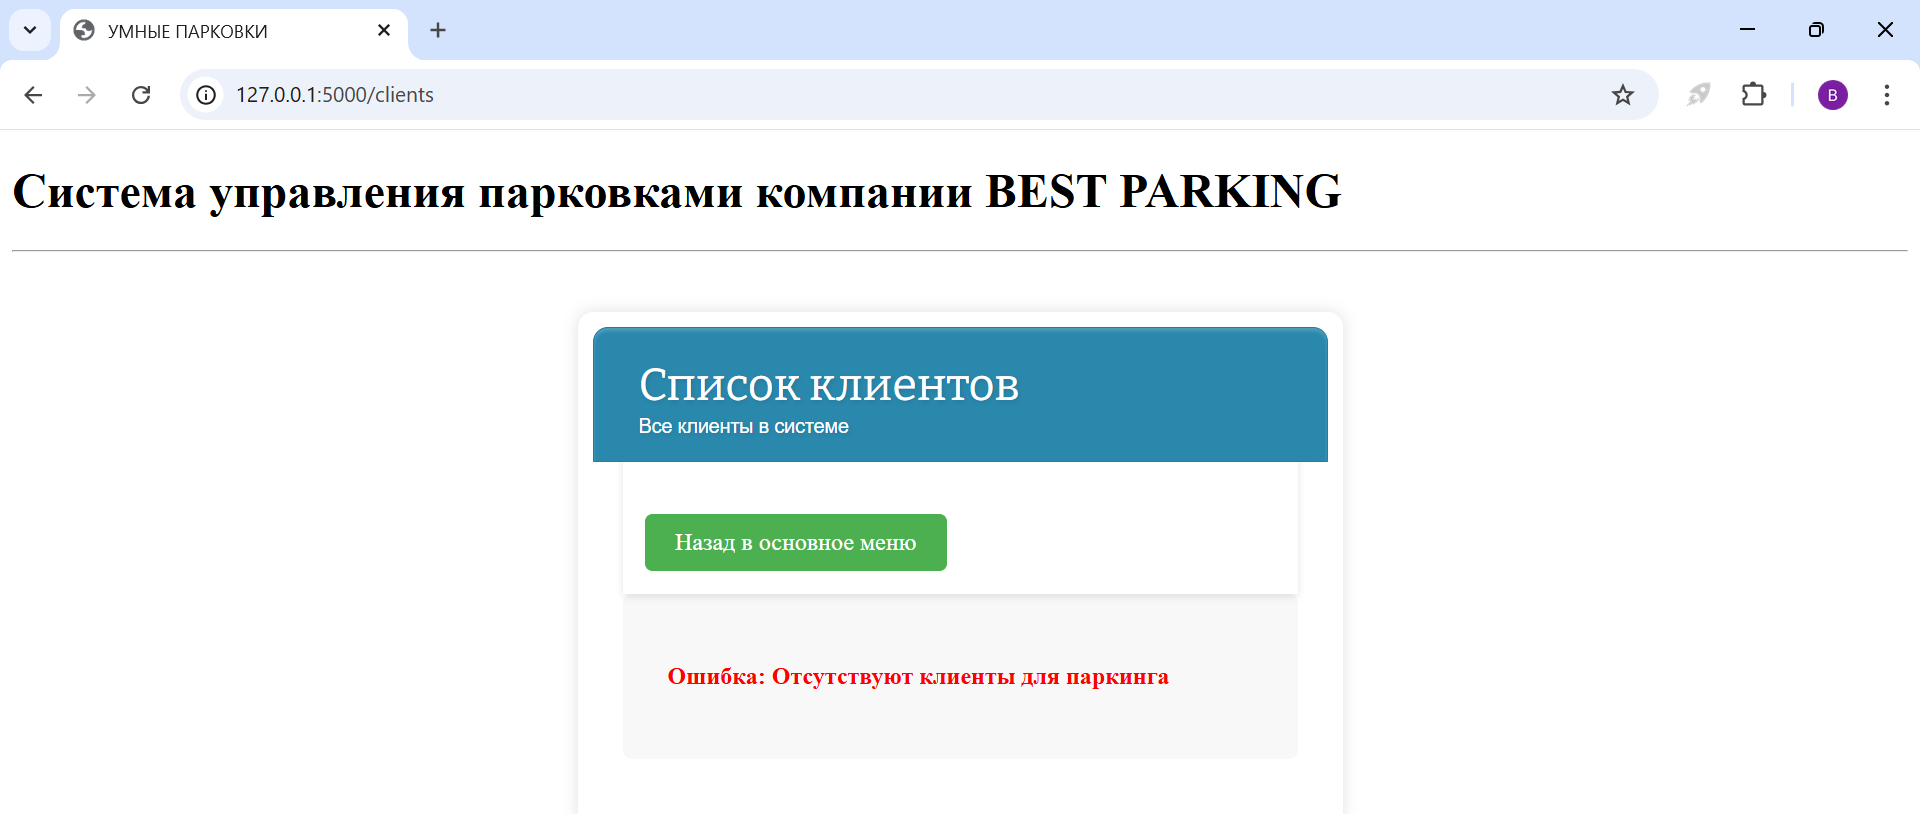 УМНЫЕ ПАРКОВКИ
127.0.0.1:5000/clients
B
Система управления парковками компании BEST PARKING
Список клиентов
Все клиенты в системе
Назад в основное меню
Ошибка: Отсутствуют клиенты для паркинга